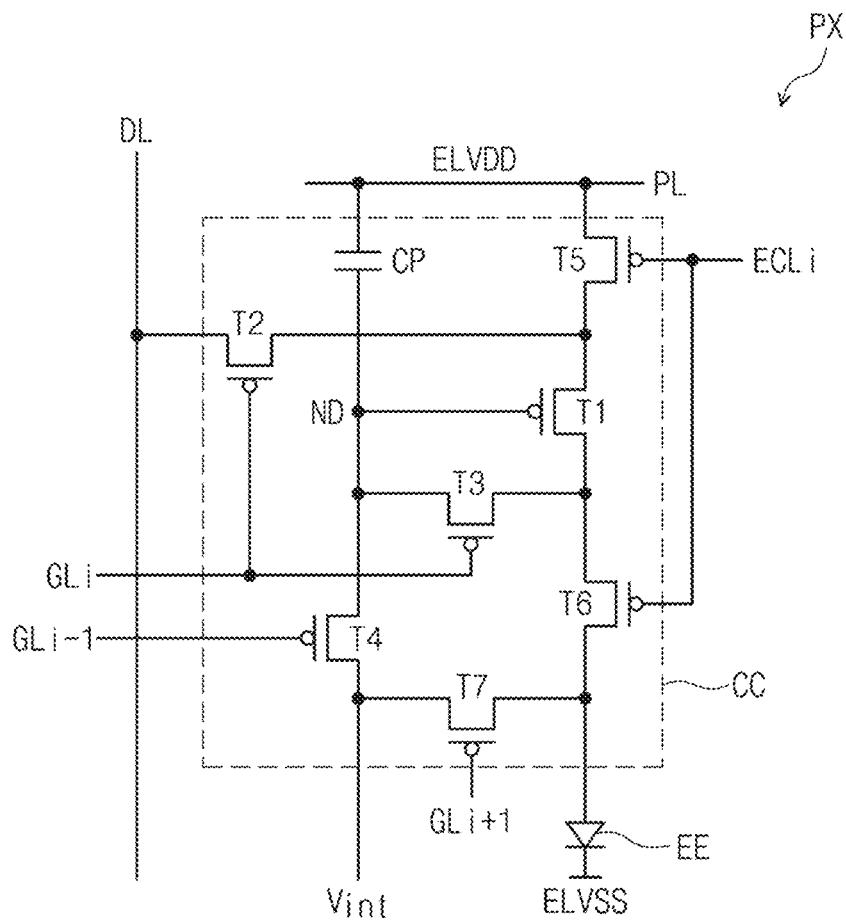 PX
DL
ELVDD
PL
CP
T5
ECLi
T2
ND
T1
T3
GLi
T6
GLi-1
T4
T7
CC
GLi+1
EE
Vint
ELVSS